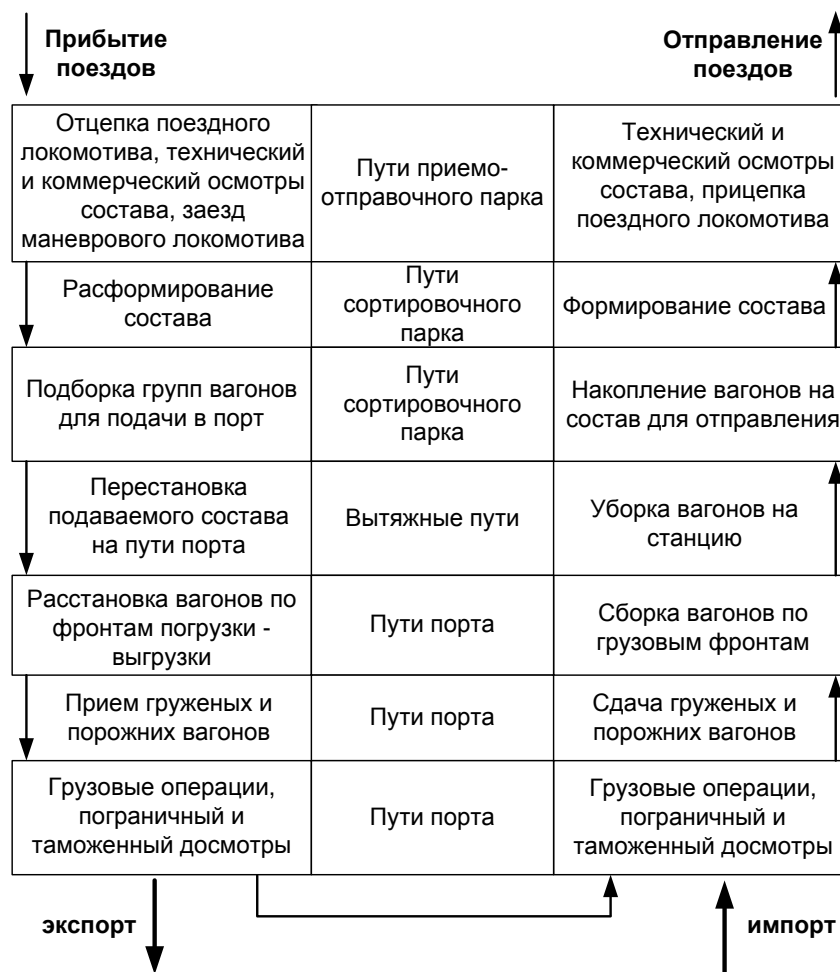 Прибытие
поездов
Отправление
поездов
Отцепка поездного
локомотива, технический
и коммерческий осмотры
состава, заезд
маневрового локомотива
Пути приемо-
отправочного парка
Технический и
коммерческий осмотры
состава, прицепка
поездного локомотива
Расформирование
состава
Пути
сортировочного
парка
Формирование состава
Подборка групп вагонов
для подачи в порт
Пути
сортировочного
парка
Накопление вагонов на
состав для отправления
Перестановка
подаваемого состава
на пути порта
Вытяжные пути
Уборка вагонов на
станцию
Расстановка вагонов по
фронтам погрузки -
выгрузки
Пути порта
Сборка вагонов по
грузовым фронтам
Прием груженых и
порожних вагонов
Пути порта
Сдача груженых и
порожних вагонов
Грузовые операции,
пограничный и
таможенный досмотры
Пути порта
Грузовые операции,
пограничный и
таможенный досмотры
экспорт
импорт